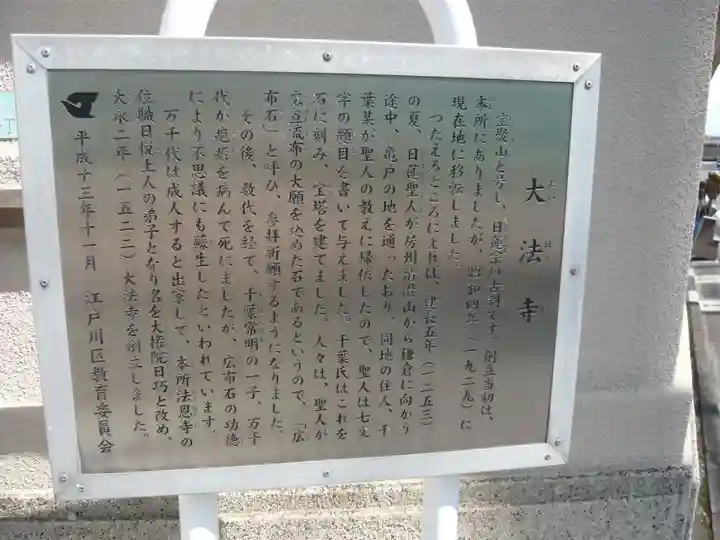 大法寺
たい ほう じ
宝聚山と号し、日蓮宗の古刹です。創立当初は、
本所にありましたが、昭和四年（一九二九）に
現在地に移転しました。
つたえるところによれば、建長五年（一二五三）
の夏、日蓮聖人が房州清澄山から鎌倉に向かう
途中、亀戸の地を通ったおり、同地の住人、千
葉某が聖人の教えに帰伏したので、聖人は七文
字の題目を書いて与えました。千葉氏はこれを
石に刻み、宝塔を建てました。人々は、聖人が
広宣流布の大願を込めた石であるというので、「広
布石」と呼び、参拝祈願するようになりました。
その後、数代を経て、千葉常明の一子、万千
代が疱瘡を病んで死にましたが、広布石の功徳
により不思議にも蘇生したといわれています。
万千代は成人すると出家して、本所法恩寺の
住職日 上人の弟子となり名を大権院日巧と改め、
大永二年（一五二二）大法寺を創立しました。
平成十三年十一月 江戸川区教育委員会